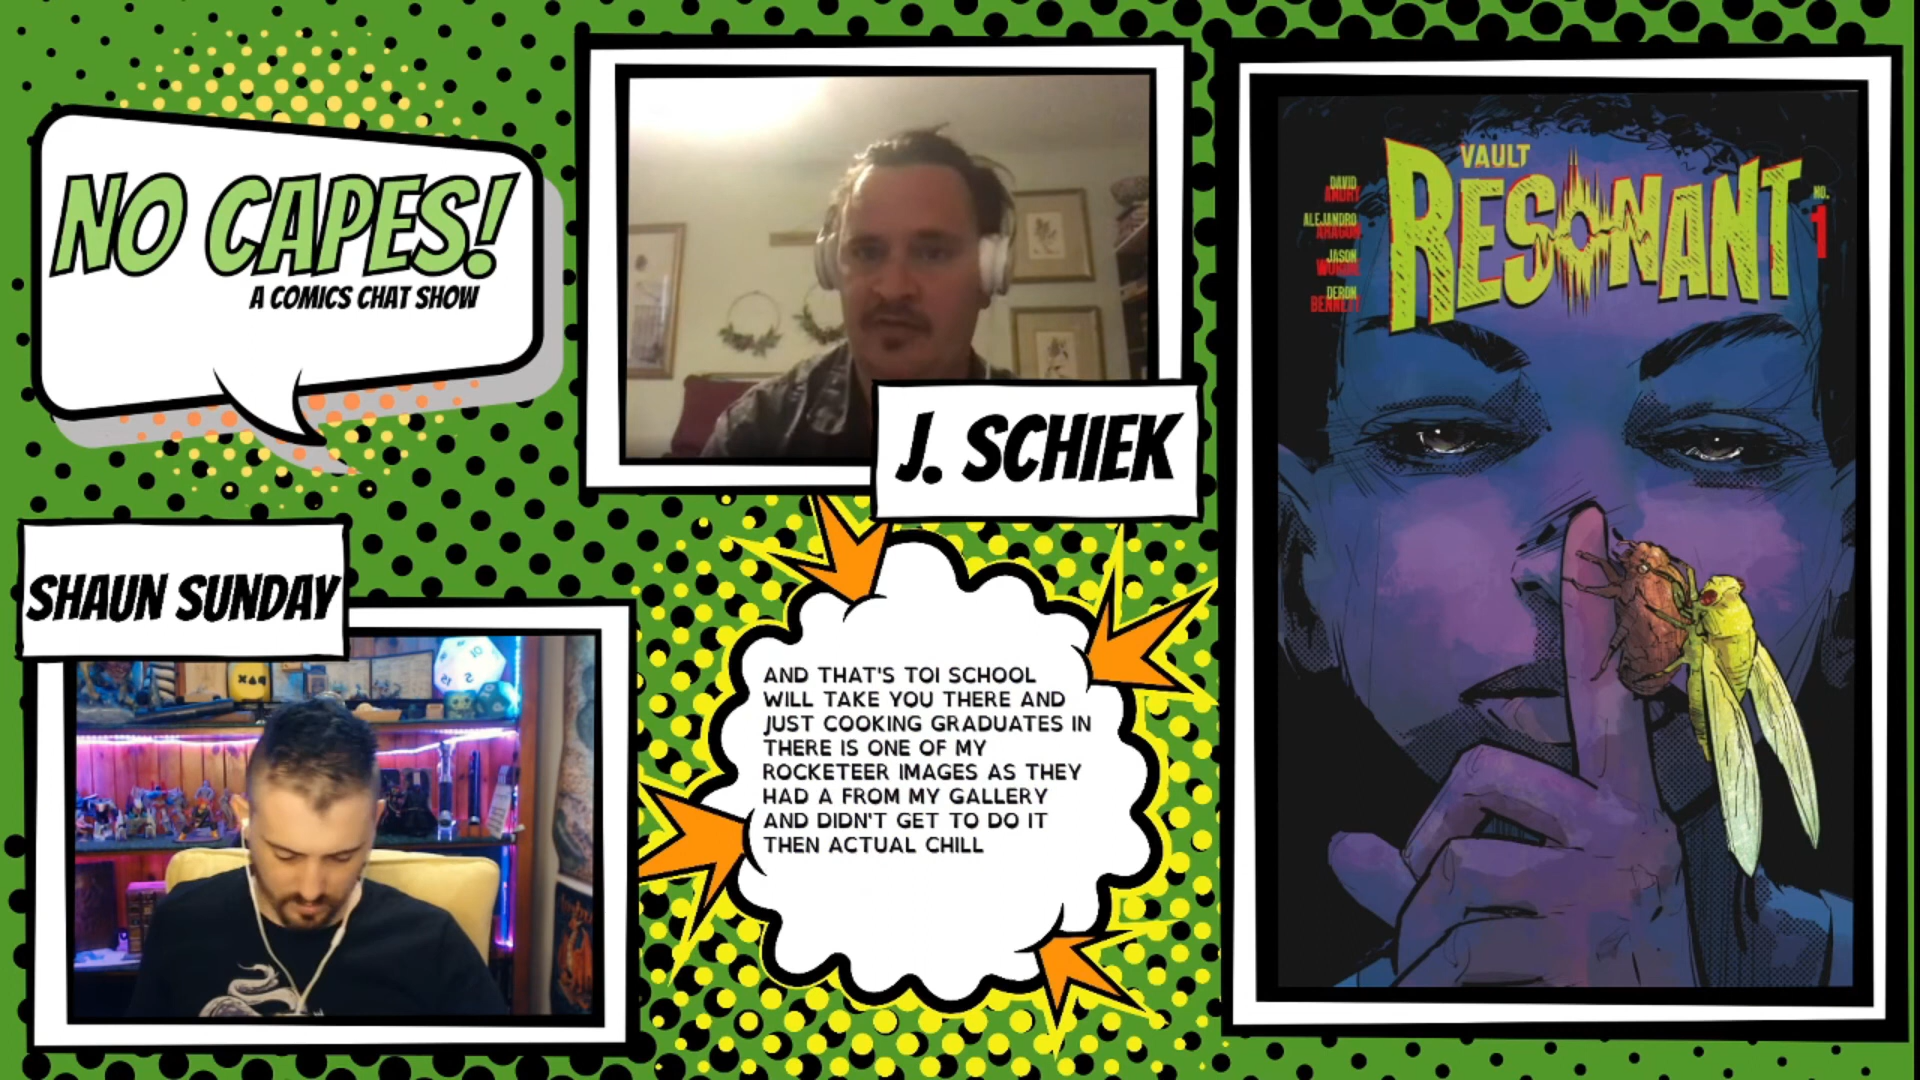 NO CAPES!
A COMICS CHAT SHOW
J. SCHIEK
SHAUN SUNDAY
AND THAT'S TOI SCHOOL
WILL TAKE YOU THERE AND
JUST COOKING GRADUATES IN
THERE IS ONE OF MY
ROCKETEER IMAGES AS THEY
HAD A FROM MY GALLERY
AND DIDN'T GET TO DO IT
THEN ACTUAL CHILL
VAULT
RESONANT
NO.
1
DAVID
ANDRY
ALEJANDRO
ARAGON
JASON
WORDIE
DERON
BENNETT